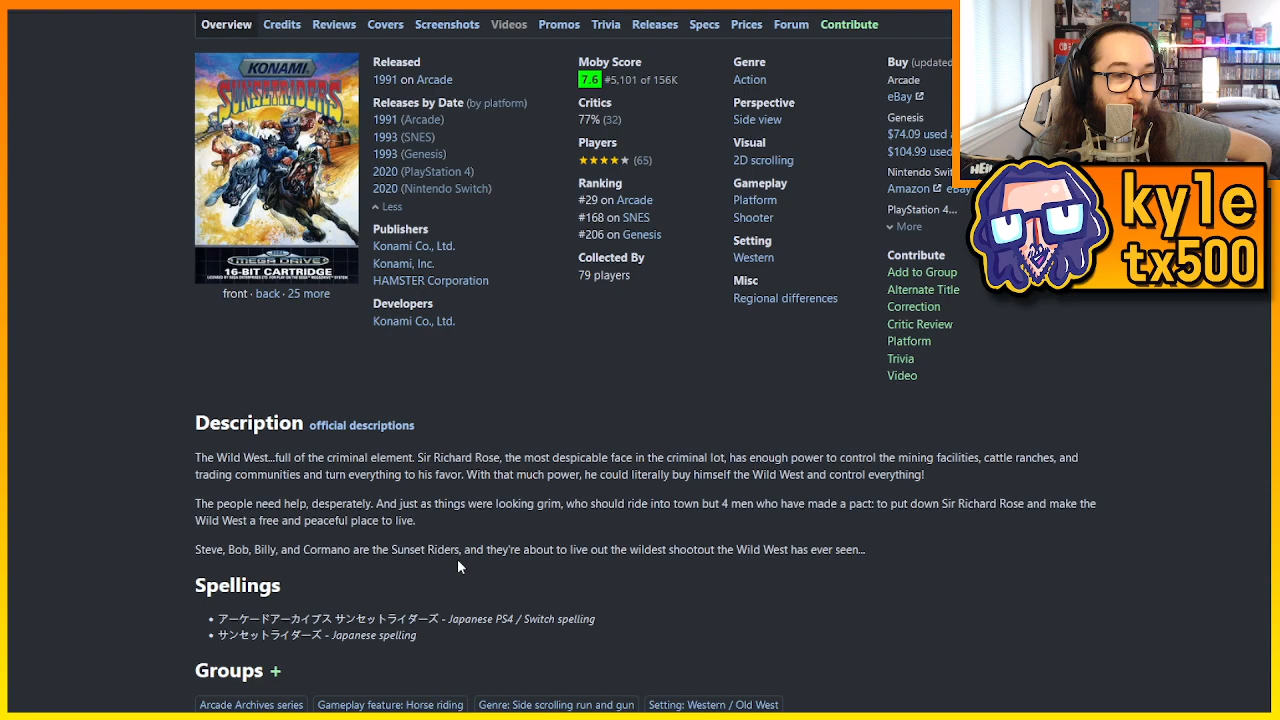 Overview Credits Reviews Covers Screenshots Videos Promos Trivia Releases Specs Prices Forum Contribute
KONAMI
SUNSETRIDERS
MEGA DRIVE
16-BIT CARTRIDGE
front · back · 25 more
Released
1991 on Arcade
Releases by Date (by platform)
1991 (Arcade)
1993 (SNES)
1993 (Genesis)
2020 (PlayStation 4)
2020 (Nintendo Switch)
Less
Publishers
Konami Co., Ltd.
Konami, Inc.
HAMSTER Corporation
Developers
Konami Co., Ltd.
Moby Score
7.6 #5,101 of 156K
Critics
77% (32)
Players
★★★★★ (65)
Ranking
#29 on Arcade
#168 on SNES
#206 on Genesis
Collected By
79 players
Genre
Action
Perspective
Side view
Visual
2D scrolling
Gameplay
Platform
Shooter
Setting
Western
Misc
Regional differences
Buy (updated
Arcade
eBay
Genesis
$74.09 used
$104.99 used
Nintendo Swit
Amazon eBay
PlayStation 4...
More
Contribute
Add to Group
Alternate Title
Correction
Critic Review
Platform
Trivia
Video
kyle
tx500
Description official descriptions
The Wild West...full of the criminal element. Sir Richard Rose, the most despicable face in the criminal lot, has enough power to control the mining facilities, cattle ranches, and
trading communities and turn everything to his favor. With that much power, he could literally buy himself the Wild West and control everything!
The people need help, desperately. And just as things were looking grim, who should ride into town but 4 men who have made a pact: to put down Sir Richard Rose and make the
Wild West a free and peaceful place to live.
Steve, Bob, Billy, and Cormano are the Sunset Riders, and they're about to live out the wildest shootout the Wild West has ever seen...
Spellings
• アーケードアーカイブス サンセットライダーズ - Japanese PS4 / Switch spelling
• サンセットライダーズ - Japanese spelling
Groups +
Arcade Archives series Gameplay feature: Horse riding Genre: Side scrolling run and gun Setting: Western / Old West